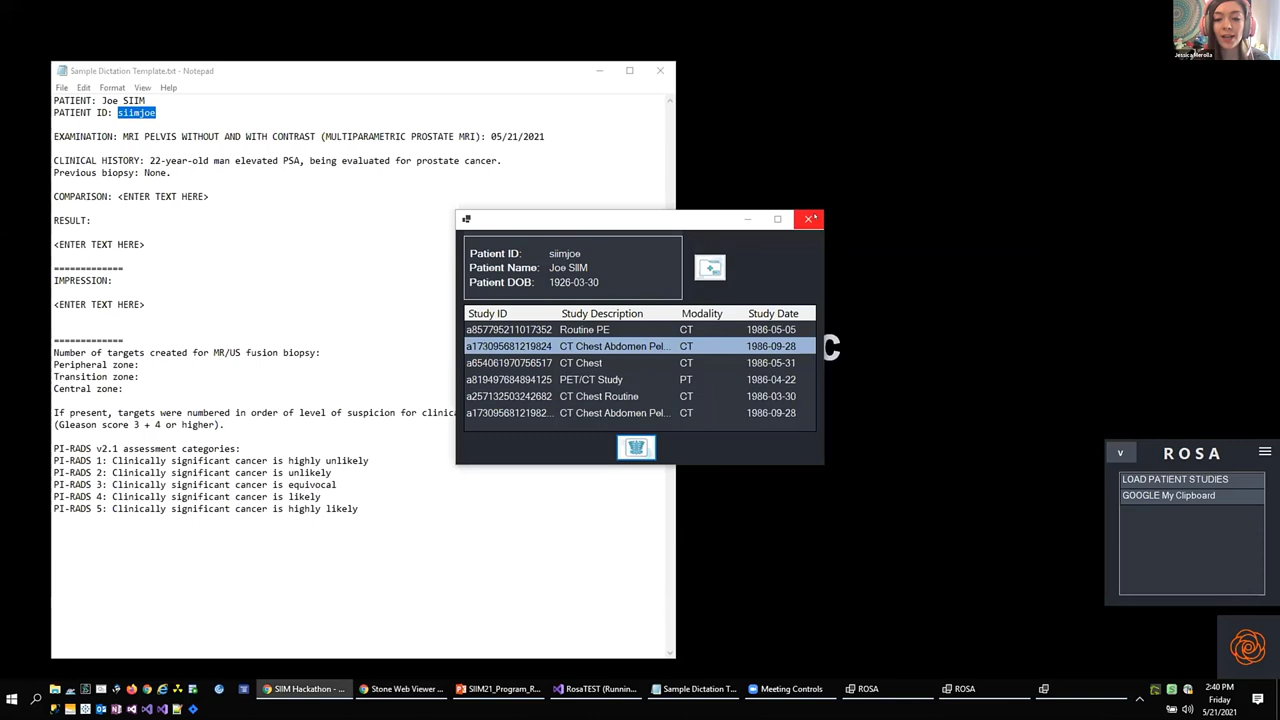 Jessica Nerolla
Sample Dictation Template.txt - Notepad
File Edit Format View Help
PATIENT: Joe SIIM
PATIENT ID: siimjoe
EXAMINATION: MRI PELVIS WITHOUT AND WITH CONTRAST (MULTIPARAMETRIC PROSTATE MRI): 05/21/2021
CLINICAL HISTORY: 22-year-old man elevated PSA, being evaluated for prostate cancer.
Previous biopsy: None.
COMPARISON: <ENTER TEXT HERE>
RESULT:
<ENTER TEXT HERE>
=============
IMPRESSION:
<ENTER TEXT HERE>
=============
Number of targets created for MR/US fusion biopsy:
Peripheral zone:
Transition zone:
Central zone:
If present, targets were numbered in order of level of suspicion for clinica
(Gleason score 3 + 4 or higher).
PI-RADS v2.1 assessment categories:
PI-RADS 1: Clinically significant cancer is highly unlikely
PI-RADS 2: Clinically significant cancer is unlikely
PI-RADS 3: Clinically significant cancer is equivocal
PI-RADS 4: Clinically significant cancer is likely
PI-RADS 5: Clinically significant cancer is highly likely
Patient ID: siimjoe
Patient Name: Joe SIIM
Patient DOB: 1926-03-30
Study ID Study Description Modality Study Date
a857795211017352 Routine PE CT 1986-05-05
a173095681219824 CT Chest Abdomen Pel... CT 1986-09-28
a654061970756517 CT Chest CT 1986-05-31
a819497684894125 PET/CT Study PT 1986-04-22
a257132503242682 CT Chest Routine CT 1986-03-30
a17309568121982... CT Chest Abdomen Pel... CT 1986-09-28
c
v ROSA
LOAD PATIENT STUDIES
GOOGLE My Clipboard
SIIM Hackathon - ...
Stone Web Viewer ...
SIIM21_Program_R...
RosaTEST (Runnin...
Sample Dictation T...
Meeting Controls
ROSA
ROSA
2:40 PM
Friday
5/21/2021